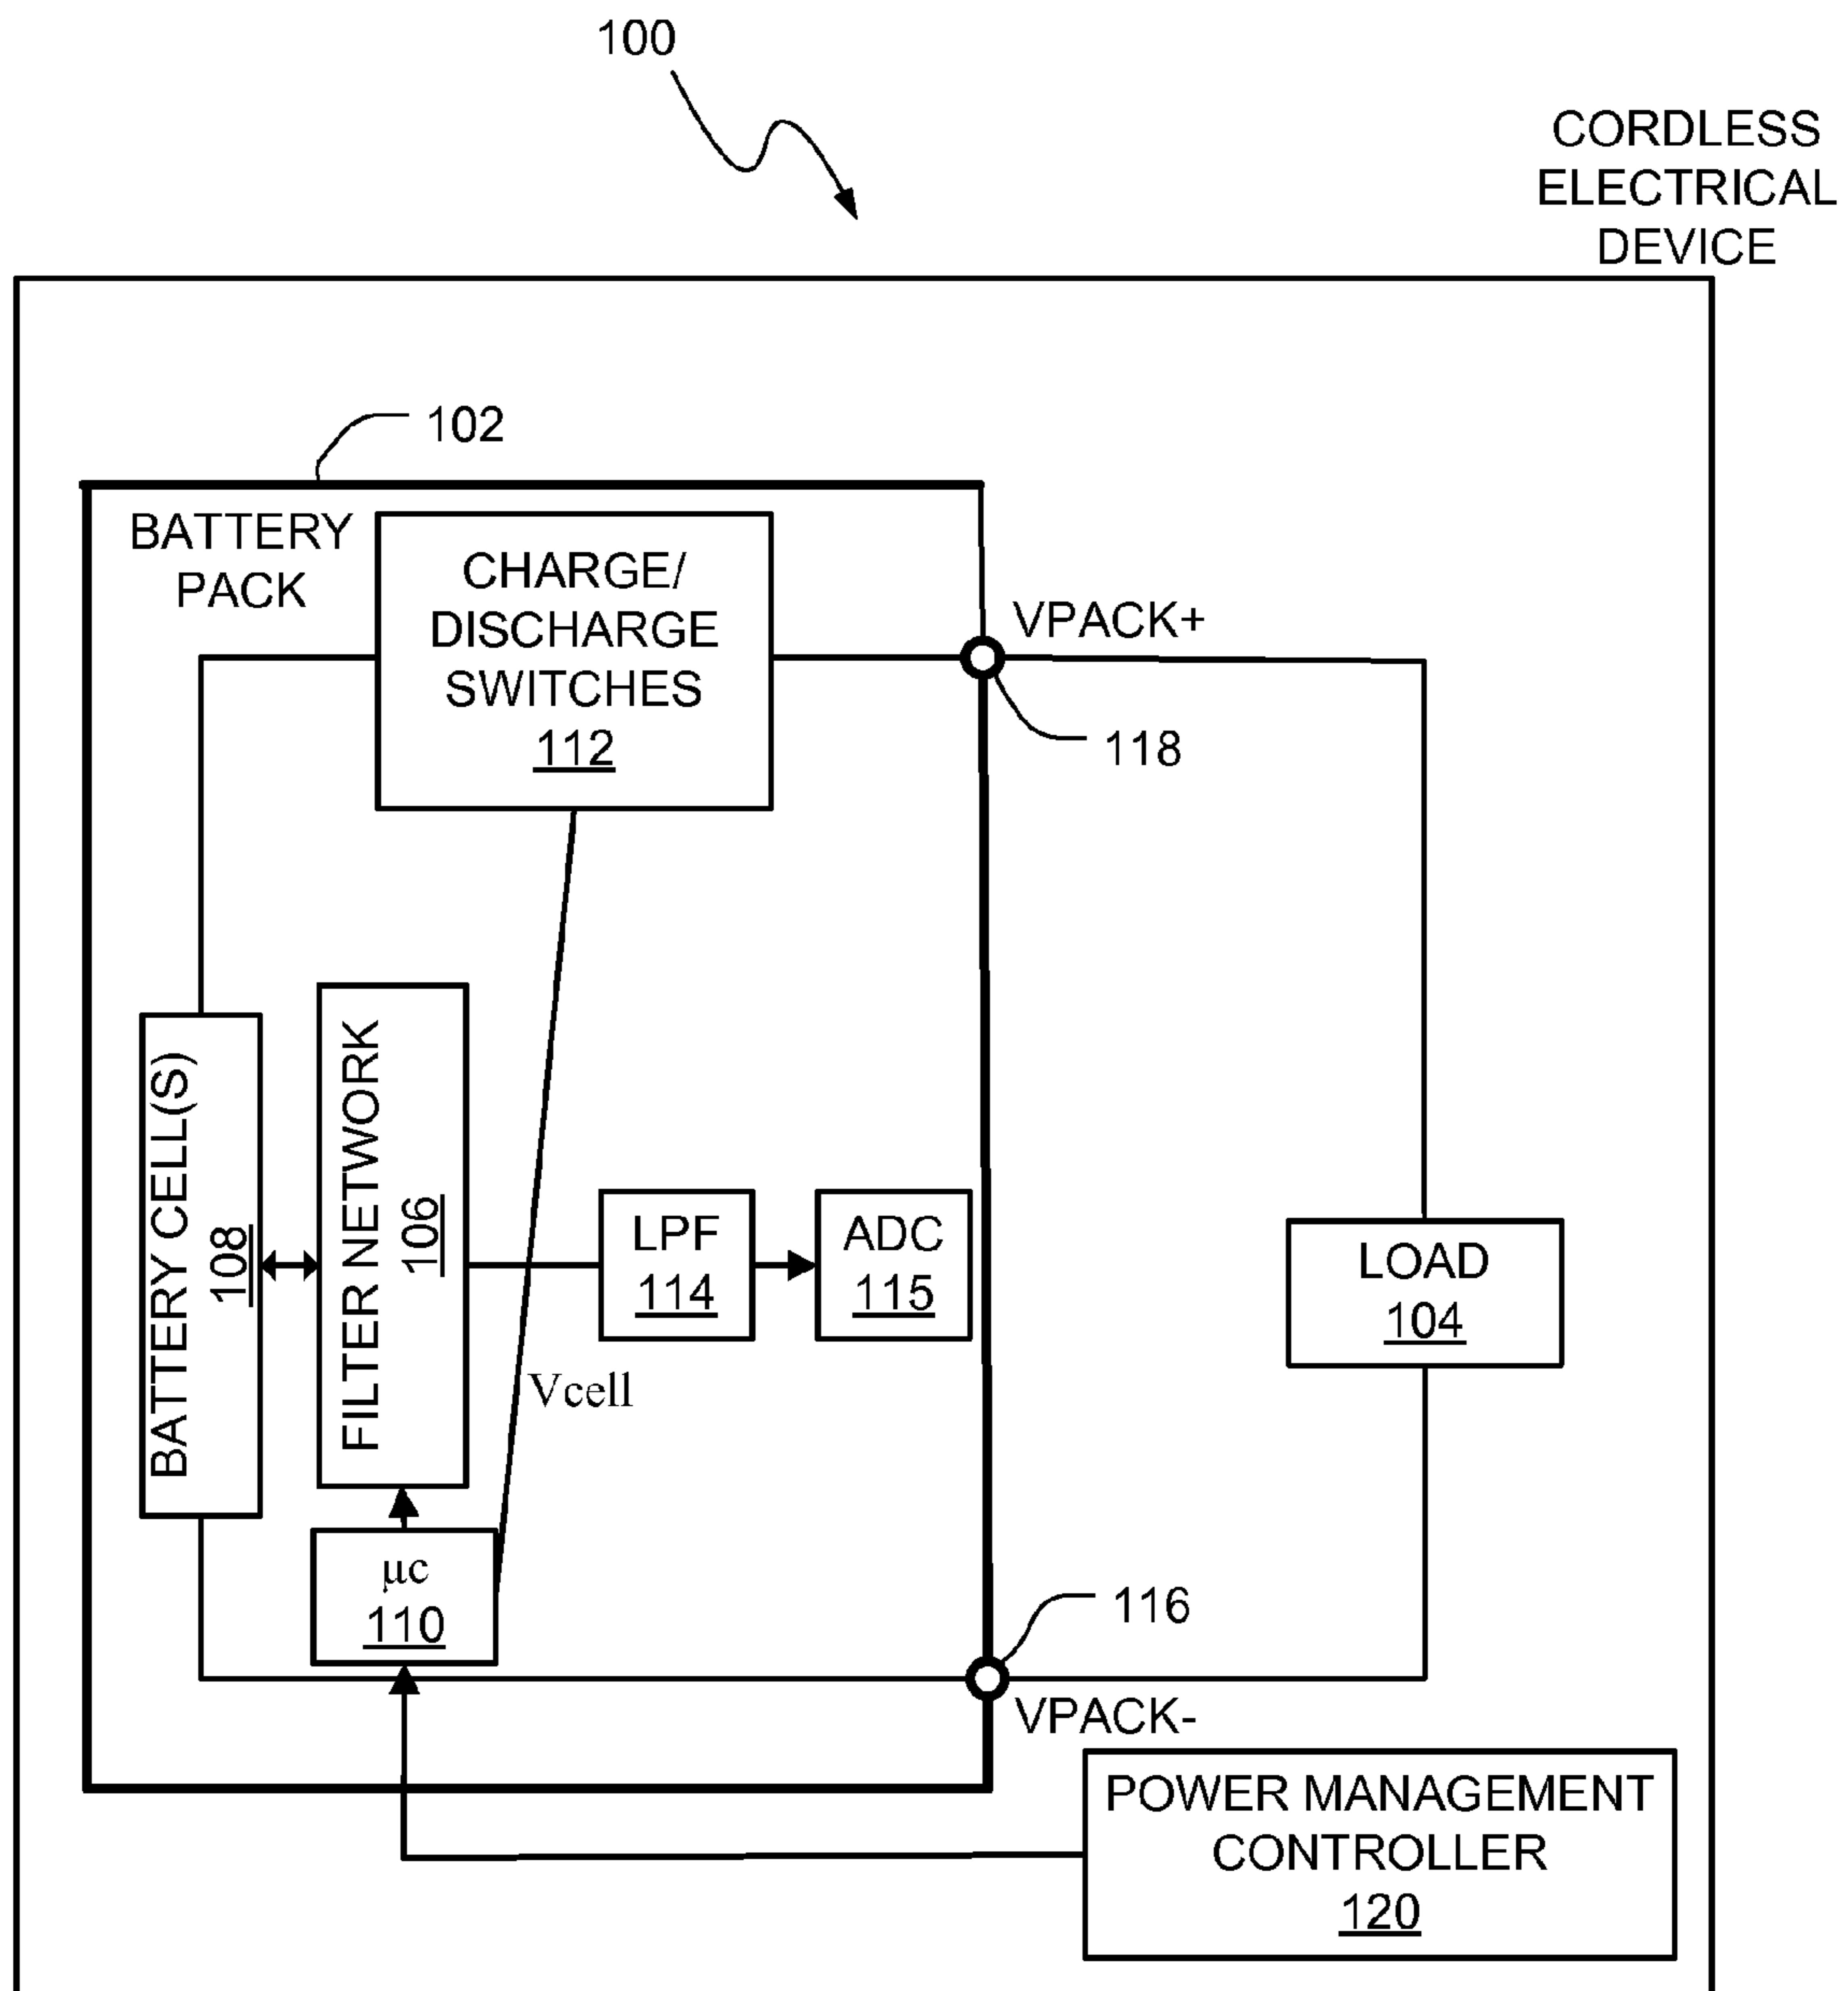 100
CORDLESS
ELECTRICAL
DEVICE
102
BATTERY
PACK
CHARGE/
DISCHARGE
SWITCHES
112
VPACK+
118
BATTERY CELL(S)
108
FILTER NETWORK
106
LPF
114
ADC
115
LOAD
104
Vcell
µc
110
116
VPACK-
POWER MANAGEMENT
CONTROLLER
120